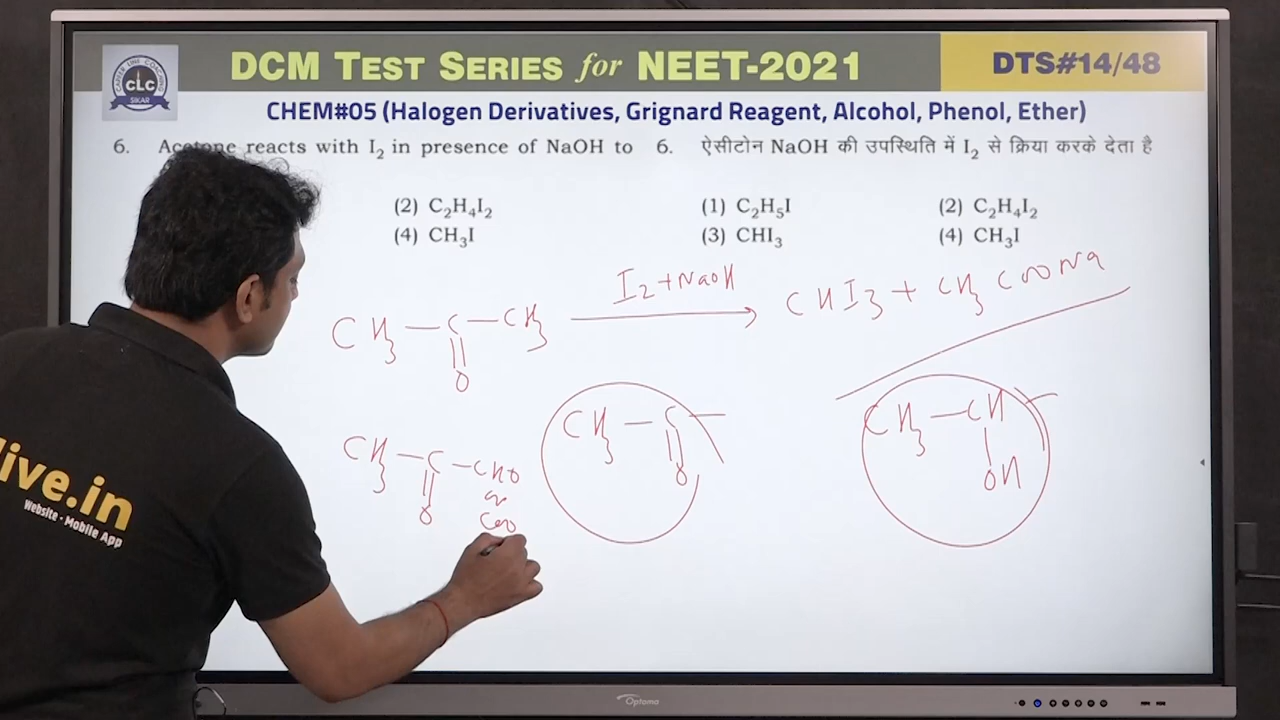 DCM TEST SERIES for NEET-2021
DTS#14/48
CLC
SIKAR
CHEM#05 (Halogen Derivatives, Grignard Reagent, Alcohol, Phenol, Ether)
6. Acetone reacts with I₂ in presence of NaOH to
(2) C₂H₄I₂
(4) CH₃I
6. ऐसीटोन NaOH की उपस्थिति में I₂ से क्रिया करके देता है
(1) C₂H₅I (2) C₂H₄I₂
(3) CHI₃ (4) CH₃I
CH₃—C—CH₃
O
I₂+NaOH
CHI₃ + CH₃COONa
CH₃—C—CHO
O
or
COO
CH₃—C—
O
CH₃—CH—
OH
live.in
Website • Mobile App
Optoma